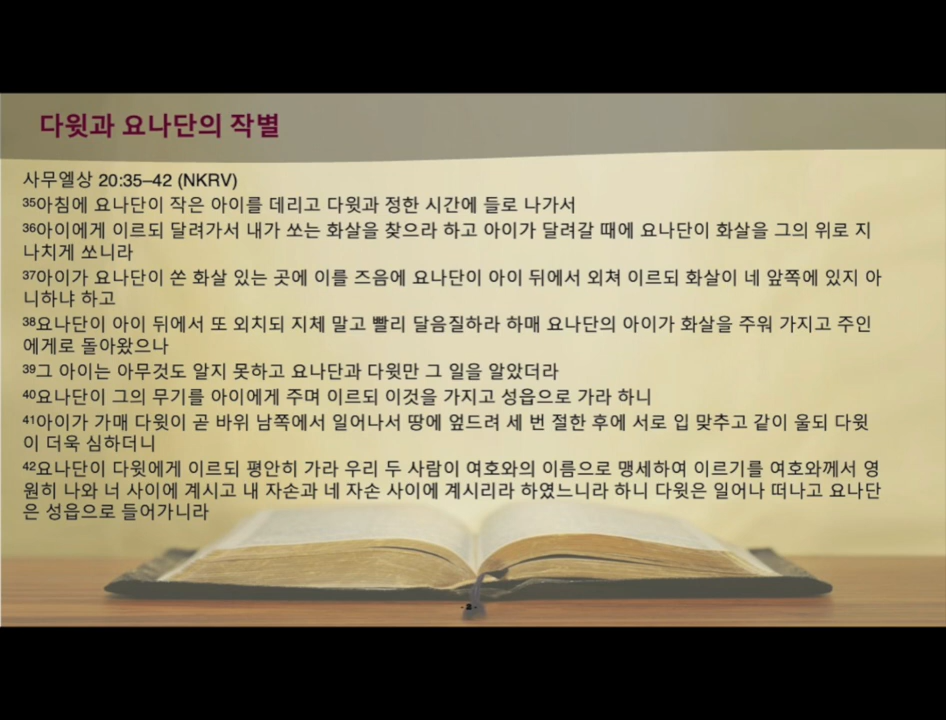 다윗과 요나단의 작별
사무엘상 20:35–42 (NKRV)
³⁵아침에 요나단이 작은 아이를 데리고 다윗과 정한 시간에 들로 나가서
³⁶아이에게 이르되 달려가서 내가 쏘는 화살을 찾으라 하고 아이가 달려갈 때에 요나단이 화살을 그의 위로 지
나치게 쏘니라
³⁷아이가 요나단이 쏜 화살 있는 곳에 이를 즈음에 요나단이 아이 뒤에서 외쳐 이르되 화살이 네 앞쪽에 있지 아
니하냐 하고
³⁸요나단이 아이 뒤에서 또 외치되 지체 말고 빨리 달음질하라 하매 요나단의 아이가 화살을 주워 가지고 주인
에게로 돌아왔으나
³⁹그 아이는 아무것도 알지 못하고 요나단과 다윗만 그 일을 알았더라
⁴⁰요나단이 그의 무기를 아이에게 주며 이르되 이것을 가지고 성읍으로 가라 하니
⁴¹아이가 가매 다윗이 곧 바위 남쪽에서 일어나서 땅에 엎드려 세 번 절한 후에 서로 입 맞추고 같이 울되 다윗
이 더욱 심하더니
⁴²요나단이 다윗에게 이르되 평안히 가라 우리 두 사람이 여호와의 이름으로 맹세하여 이르기를 여호와께서 영
원히 나와 너 사이에 계시고 내 자손과 네 자손 사이에 계시리라 하였느니라 하니 다윗은 일어나 떠나고 요나단
은 성읍으로 들어가니라
-2-